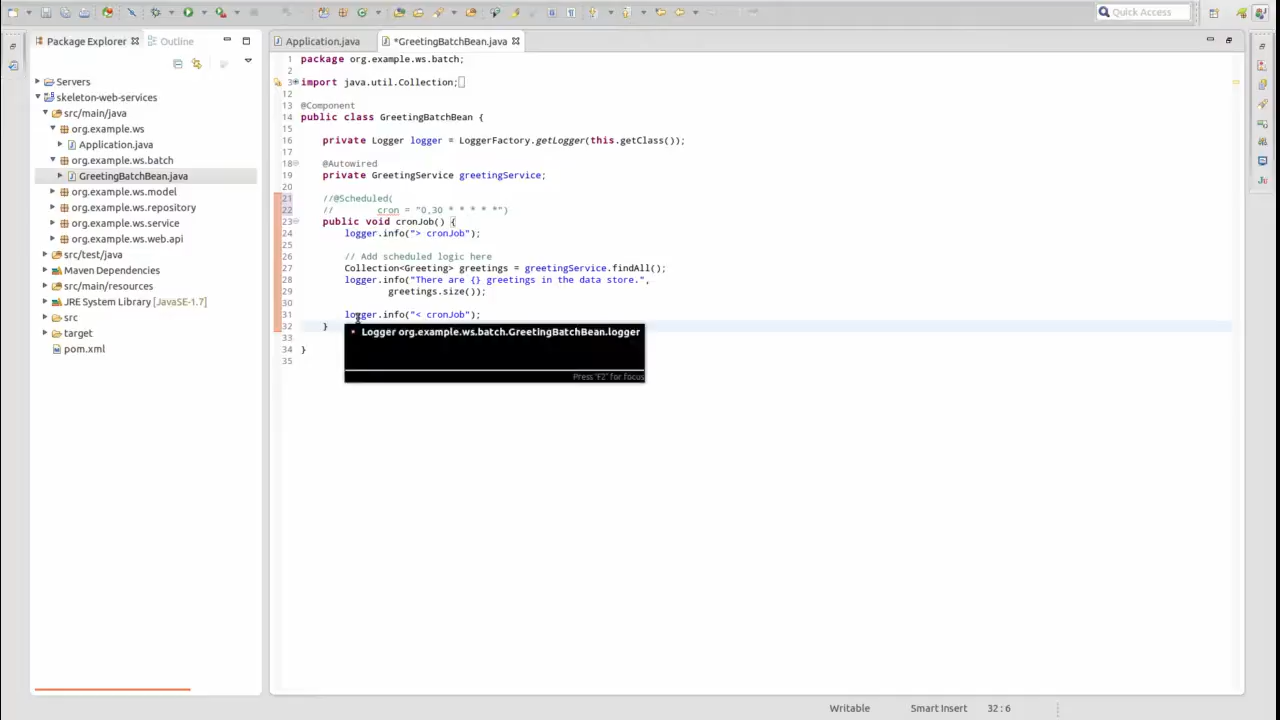 Quick Access
Package Explorer
Outline
Application.java
*GreetingBatchBean.java
Servers
skeleton-web-services
src/main/java
org.example.ws
Application.java
org.example.ws.batch
GreetingBatchBean.java
org.example.ws.model
org.example.ws.repository
org.example.ws.service
org.example.ws.web.api
src/test/java
Maven Dependencies
src/main/resources
JRE System Library [JavaSE-1.7]
src
target
pom.xml
1 package org.example.ws.batch;
2
3 import java.util.Collection;
12
13 @Component
14 public class GreetingBatchBean {
15
16 private Logger logger = LoggerFactory.getLogger(this.getClass());
17
18 @Autowired
19 private GreetingService greetingService;
20
21 //@Scheduled(
22 // cron = "0,30 * * * * *")
23 public void cronJob() {
24 logger.info("> cronJob");
25
26 // Add scheduled logic here
27 Collection<Greeting> greetings = greetingService.findAll();
28 logger.info("There are {} greetings in the data store.",
29 greetings.size());
30
31 logger.info("< cronJob");
32 }
33
34 }
35
Logger org.example.ws.batch.GreetingBatchBean.logger
Press "F2" for focus
Writable
Smart Insert
32 : 6